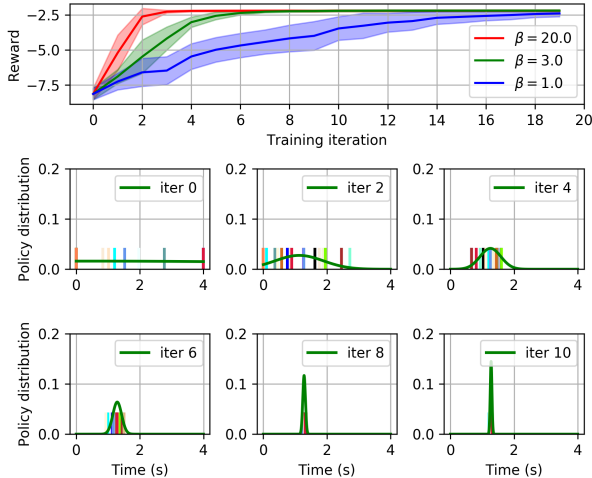 Reward
−2.5
−5.0
−7.5
β = 20.0
β = 3.0
β = 1.0
0 2 4 6 8 10 12 14 16 18 20
Training iteration
Policy distribution
0.2
0.1
0.0
iter 0
0 2 4
0.2
0.1
0.0
iter 2
0 2 4
0.2
0.1
0.0
iter 4
0 2 4
Policy distribution
0.2
0.1
0.0
iter 6
0 2 4
Time (s)
0.2
0.1
0.0
iter 8
0 2 4
Time (s)
0.2
0.1
0.0
iter 10
0 2 4
Time (s)